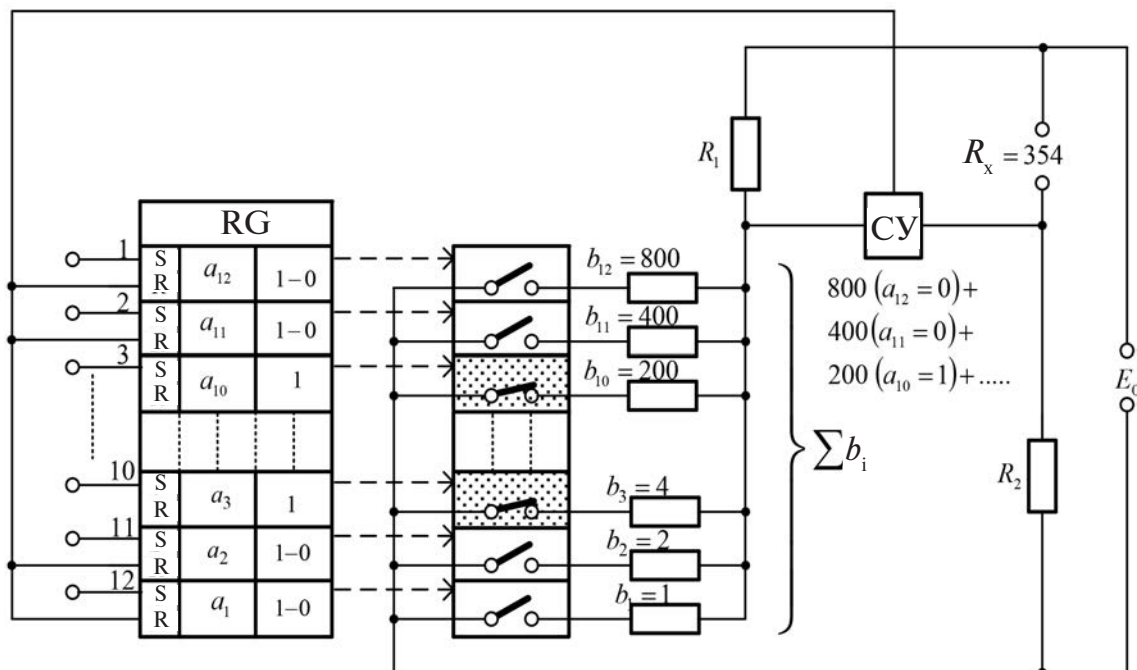 RG
1
S
R
a₁₂
1–0
2
S
R
a₁₁
1–0
3
S
R
a₁₀
1
10
S
R
a₃
1
11
S
R
a₂
1–0
12
S
R
a₁
1–0
b₁₂ = 800
b₁₁ = 400
b₁₀ = 200
b₃ = 4
b₂ = 2
b₁ = 1
R₁
Rₓ = 354
СУ
800 (a₁₂ = 0) +
400 (a₁₁ = 0) +
200 (a₁₀ = 1) + .....
∑bᵢ
R₂
E₀